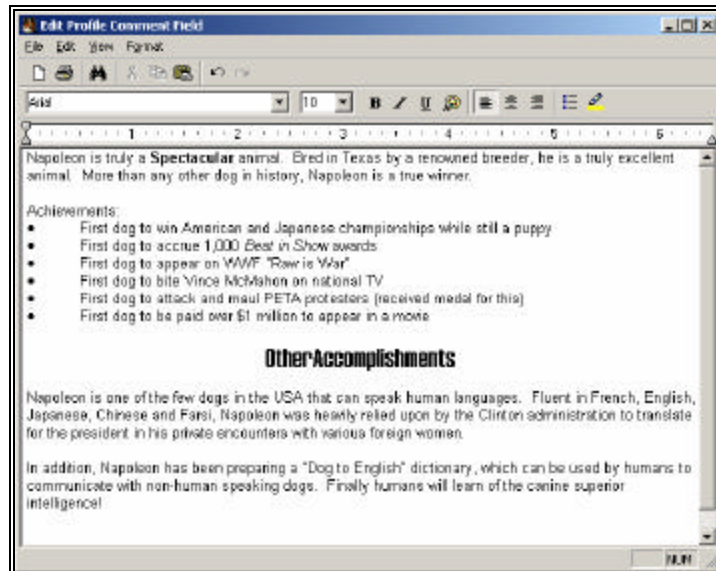 Edit Profile Comment Field
File Edit View Format
Arial 10 B I U
1 2 3 4 5 6
Napoleon is truly a Spectacular animal. Bred in Texas by a renowned breeder, he is a truly excellent
animal. More than any other dog in history, Napoleon is a true winner.
Achievements:
• First dog to win American and Japanese championships while still a puppy
• First dog to accrue 1,000 Best in Show awards
• First dog to appear on WWF "Raw is War"
• First dog to bite Vince McMahon on national TV
• First dog to attack and maul PETA protesters (received medal for this)
• First dog to be paid over $1 million to appear in a movie
Other Accomplishments
Napoleon is one of the few dogs in the USA that can speak human languages. Fluent in French, English,
Japanese, Chinese and Farsi, Napoleon was heavily relied upon by the Clinton administration to translate
for the president in his private encounters with various foreign women.
In addition, Napoleon has been preparing a "Dog to English" dictionary, which can be used by humans to
communicate with non-human speaking dogs. Finally humans will learn of the canine superior
intelligence!
NUM